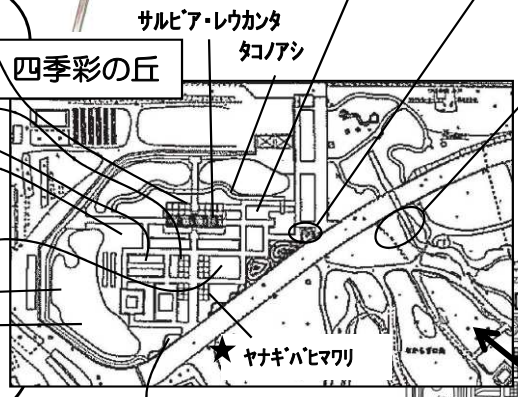 サルビア・レウカンタ
タコノアシ
四季彩の丘
ヤナギバヒマワリ